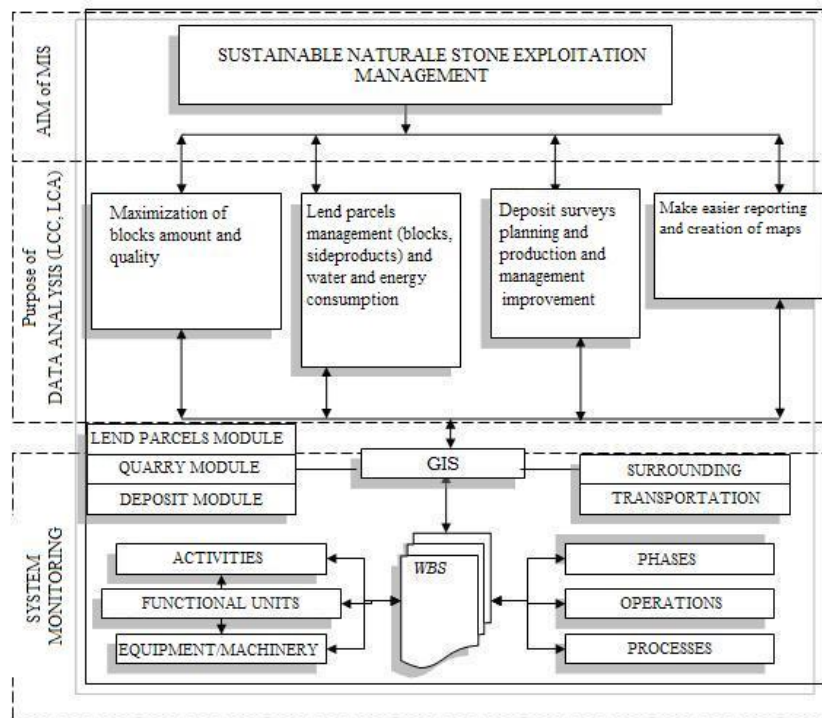 AIM of MIS
SUSTAINABLE NATURALE STONE EXPLOITATION
MANAGEMENT
Purpose of
DATA ANALYSIS (LCC, LCA)
Maximization of
blocks amount and
quality
Lend parcels
management (blocks,
sideproducts) and
water and energy
consumption
Deposit surveys
planning and
production and
management
improvement
Make easier reporting
and creation of maps
SYSTEM
MONITORING
LEND PARCELS MODULE
QUARRY MODULE
DEPOSIT MODULE
GIS
SURROUNDING
TRANSPORTATION
ACTIVITIES
FUNCTIONAL UNITS
EQUIPMENT/MACHINERY
WBS
PHASES
OPERATIONS
PROCESSES